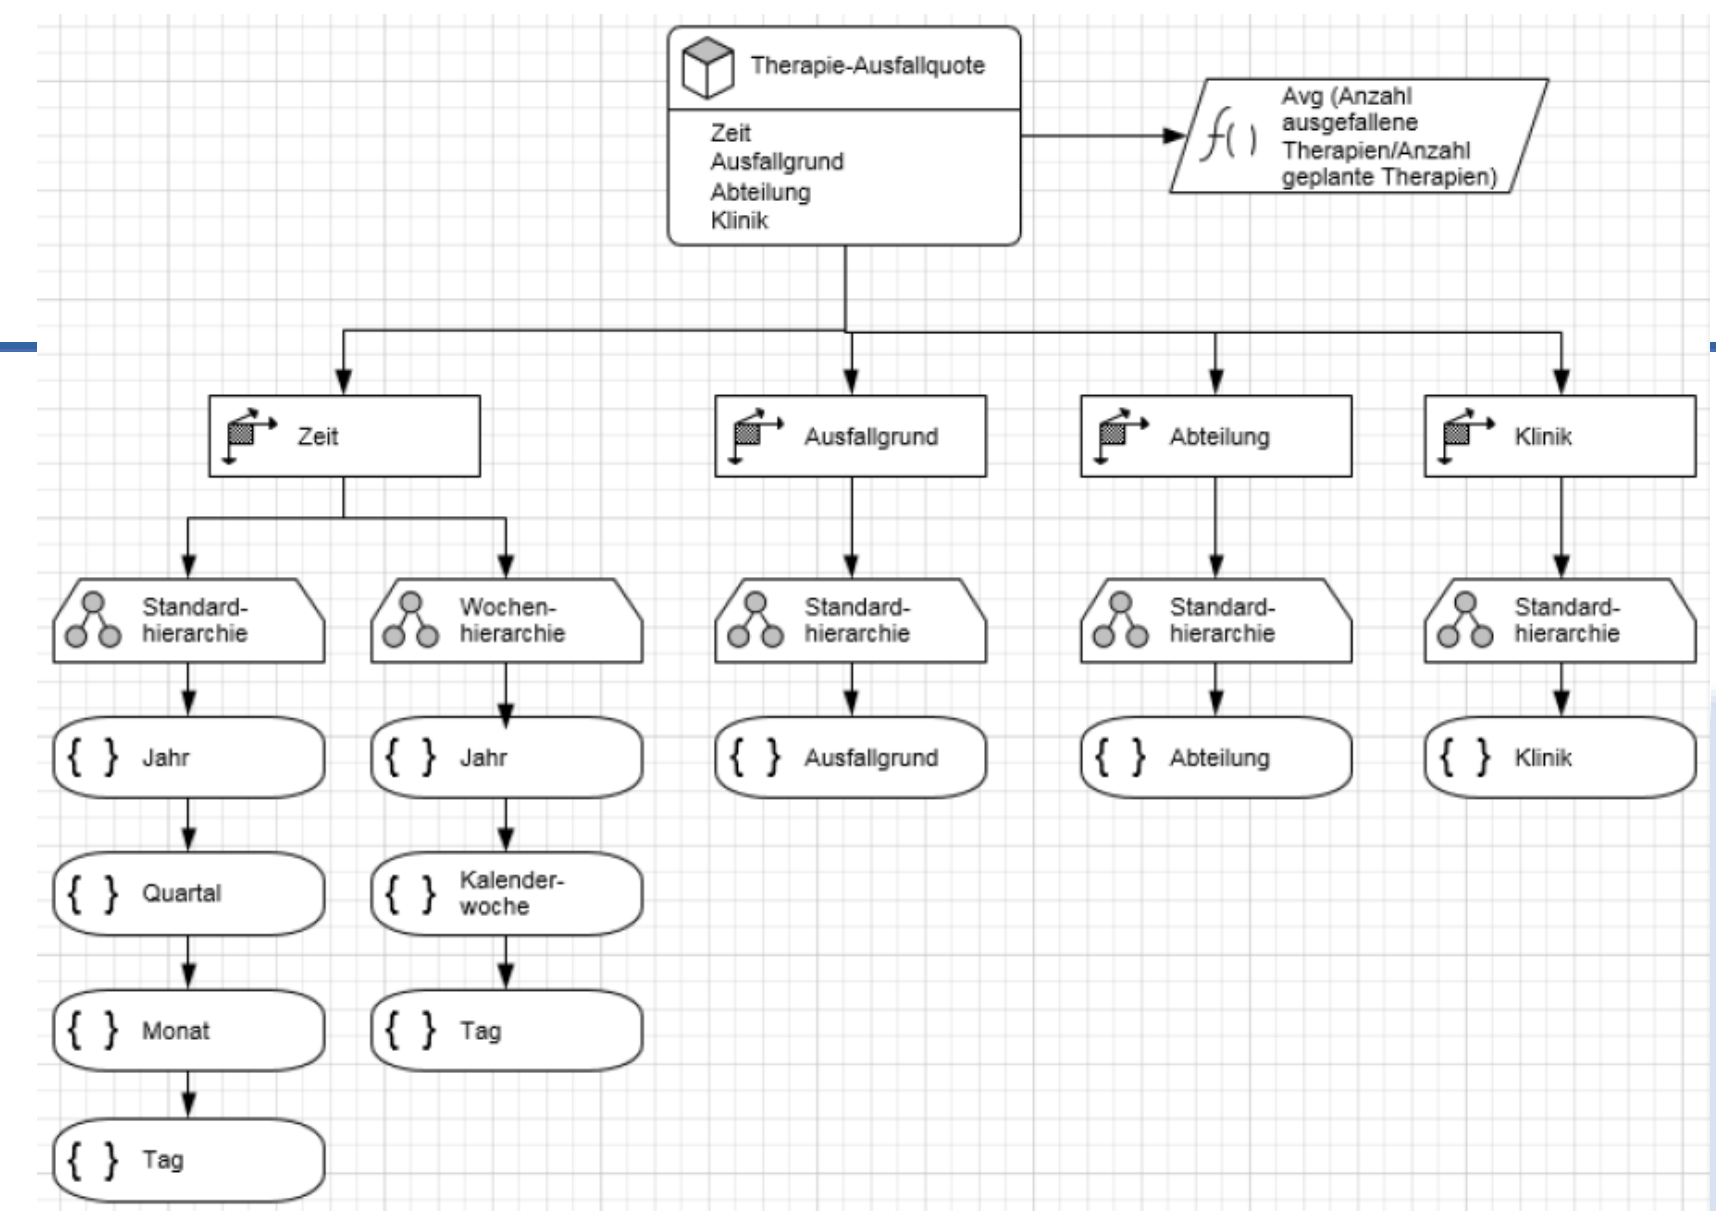 Therapie-Ausfallquote
Zeit
Ausfallgrund
Abteilung
Klinik
f( )
Avg (Anzahl
ausgefallene
Therapien/Anzahl
geplante Therapien)
Zeit
Ausfallgrund
Abteilung
Klinik
Standard-
hierarchie
Wochen-
hierarchie
Standard-
hierarchie
Standard-
hierarchie
Standard-
hierarchie
{ } Jahr
{ } Jahr
{ } Ausfallgrund
{ } Abteilung
{ } Klinik
{ } Quartal
{ } Kalender-
woche
{ } Monat
{ } Tag
{ } Tag